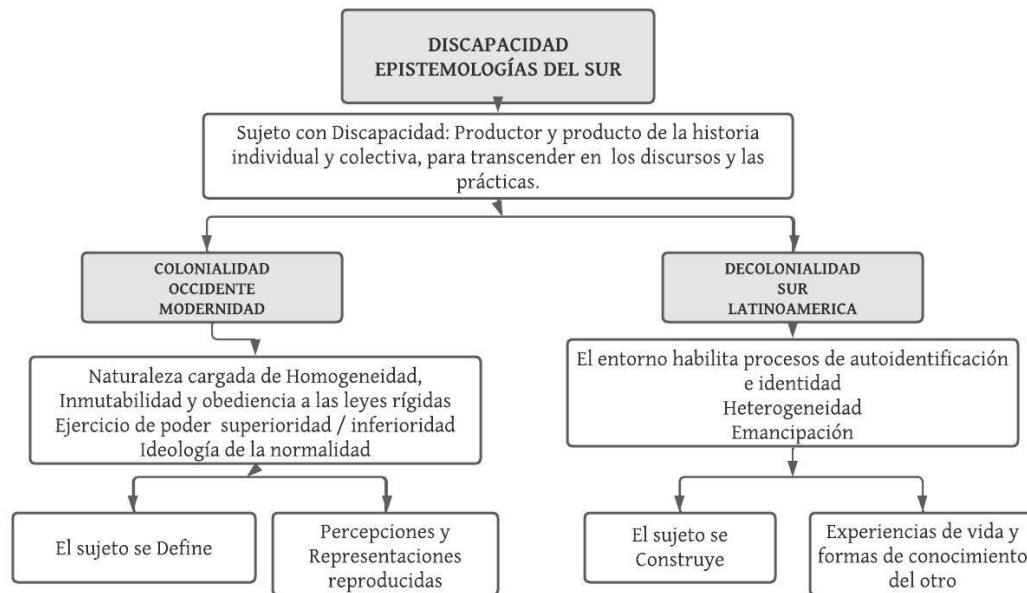 DISCAPACIDAD
EPISTEMOLOGÍAS DEL SUR
Sujeto con Discapacidad: Productor y producto de la historia
individual y colectiva, para transcender en los discursos y las
prácticas.
COLONIALIDAD
OCCIDENTE
MODERNIDAD
DECOLONIALIDAD
SUR
LATINOAMERICA
Naturaleza cargada de Homogeneidad,
Inmutabilidad y obediencia a las leyes rígidas
Ejercicio de poder superioridad / inferioridad
Ideología de la normalidad
El entorno habilita procesos de autoidentificación
e identidad
Heterogeneidad
Emancipación
El sujeto se Define
Percepciones y
Representaciones
reproducidas
El sujeto se
Construye
Experiencias de vida y
formas de conocimiento
del otro